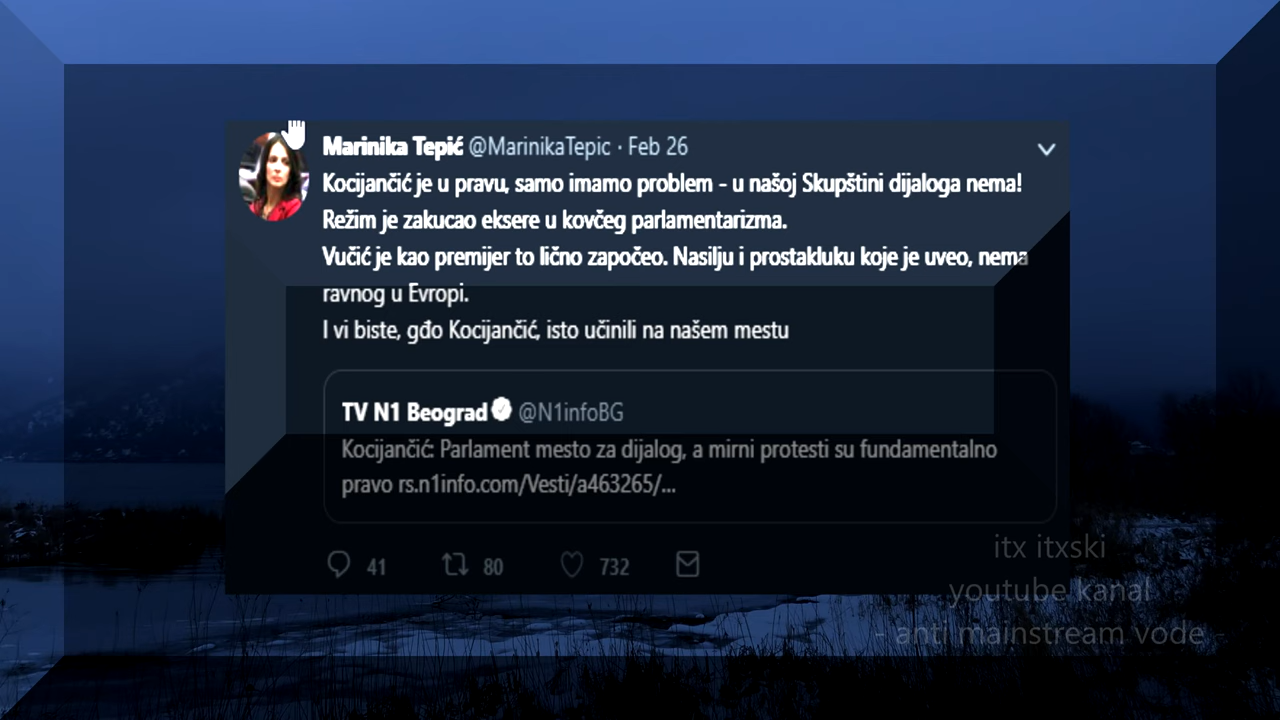 Marinika Tepić @MarinikaTepic · Feb 26
Kocijančić je u pravu, samo imamo problem - u našoj Skupštini dijaloga nema!
Režim je zakucao eksere u kovčeg parlamentarizma.
Vučić je kao premijer to lično započeo. Nasilju i prostakluku koje je uveo, nema
ravnog u Evropi.
I vi biste, gđo Kocijančić, isto učinili na našem mestu
TV N1 Beograd @N1infoBG
Kocijančić: Parlament mesto za dijalog, a mirni protesti su fundamentalno
pravo rs.n1info.com/Vesti/a463265/...
41 80 732
itx itxski
youtube kanal
- anti mainstream vode -